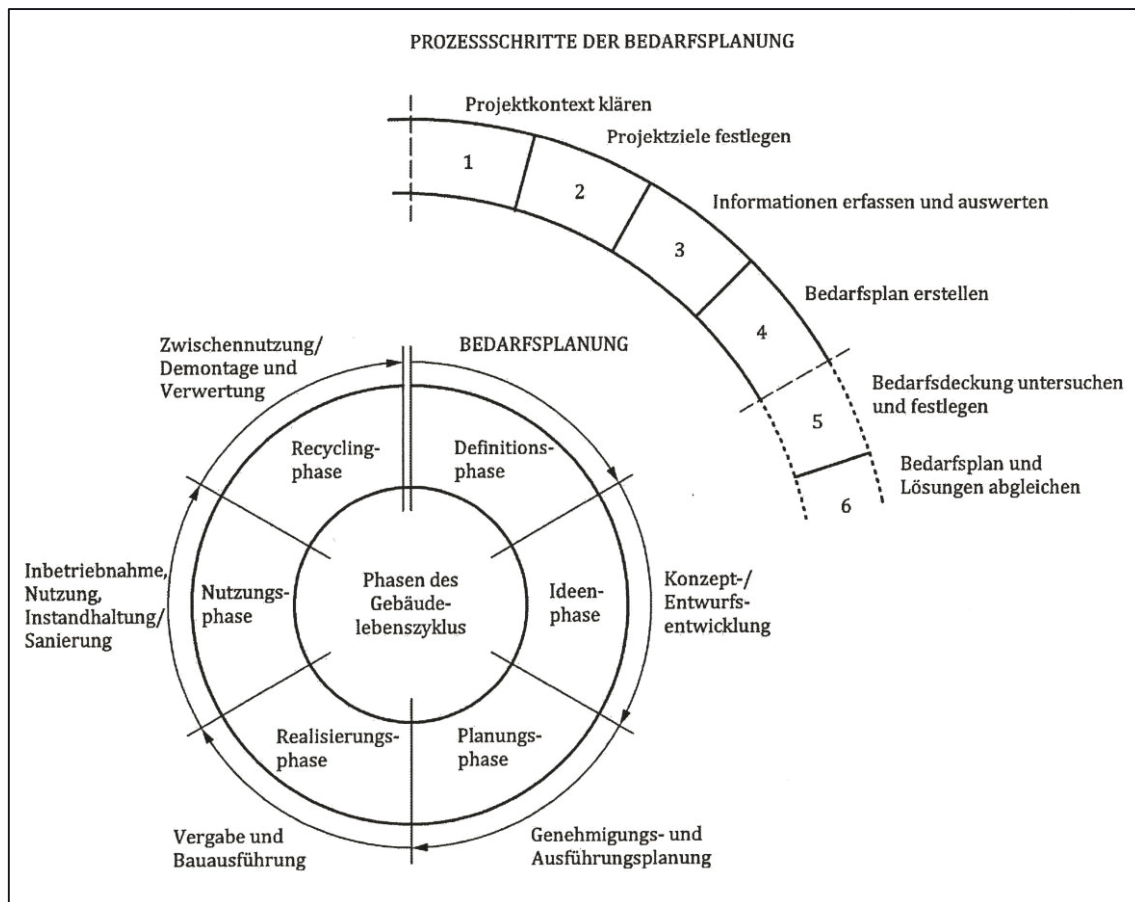 PROZESSSCHRITTE DER BEDARFSPLANUNG
Projektkontext klären
Projektziele festlegen
1
2
Informationen erfassen und auswerten
3
Bedarfsplan erstellen
4
Bedarfsdeckung untersuchen
und festlegen
5
Bedarfsplan und
Lösungen abgleichen
6
Zwischennutzung/
Demontage und
Verwertung
BEDARFSPLANUNG
Recycling-
phase
Definitions-
phase
Inbetriebnahme,
Nutzung,
Instandhaltung/
Sanierung
Nutzungs-
phase
Phasen des
Gebäude-
lebenszyklus
Ideen-
phase
Konzept-/
Entwurfs-
entwicklung
Realisierungs-
phase
Planungs-
phase
Vergabe und
Bauausführung
Genehmigungs- und
Ausführungsplanung